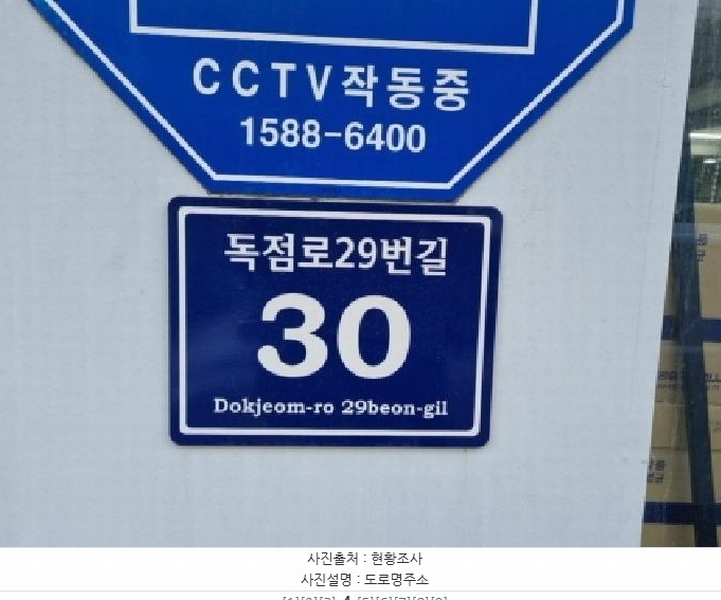 CCTV작동중
1588-6400
독점로29번길
30
Dokjeom-ro 29beon-gil
사진출처 : 현황조사
사진설명 : 도로명주소